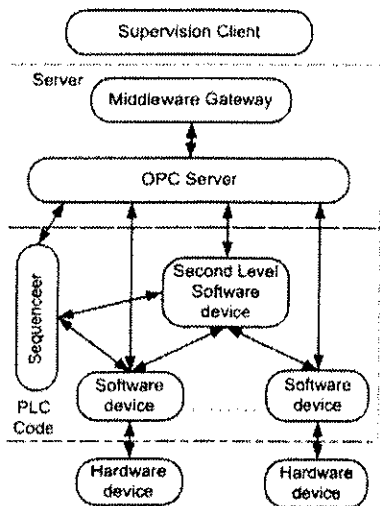 Supervision Client
Server
Middleware Gateway
OPC Server
Sequenceer
Second Level
Software
device
PLC
Code
Software
device
Software
device
Hardware
device
Hardware
device